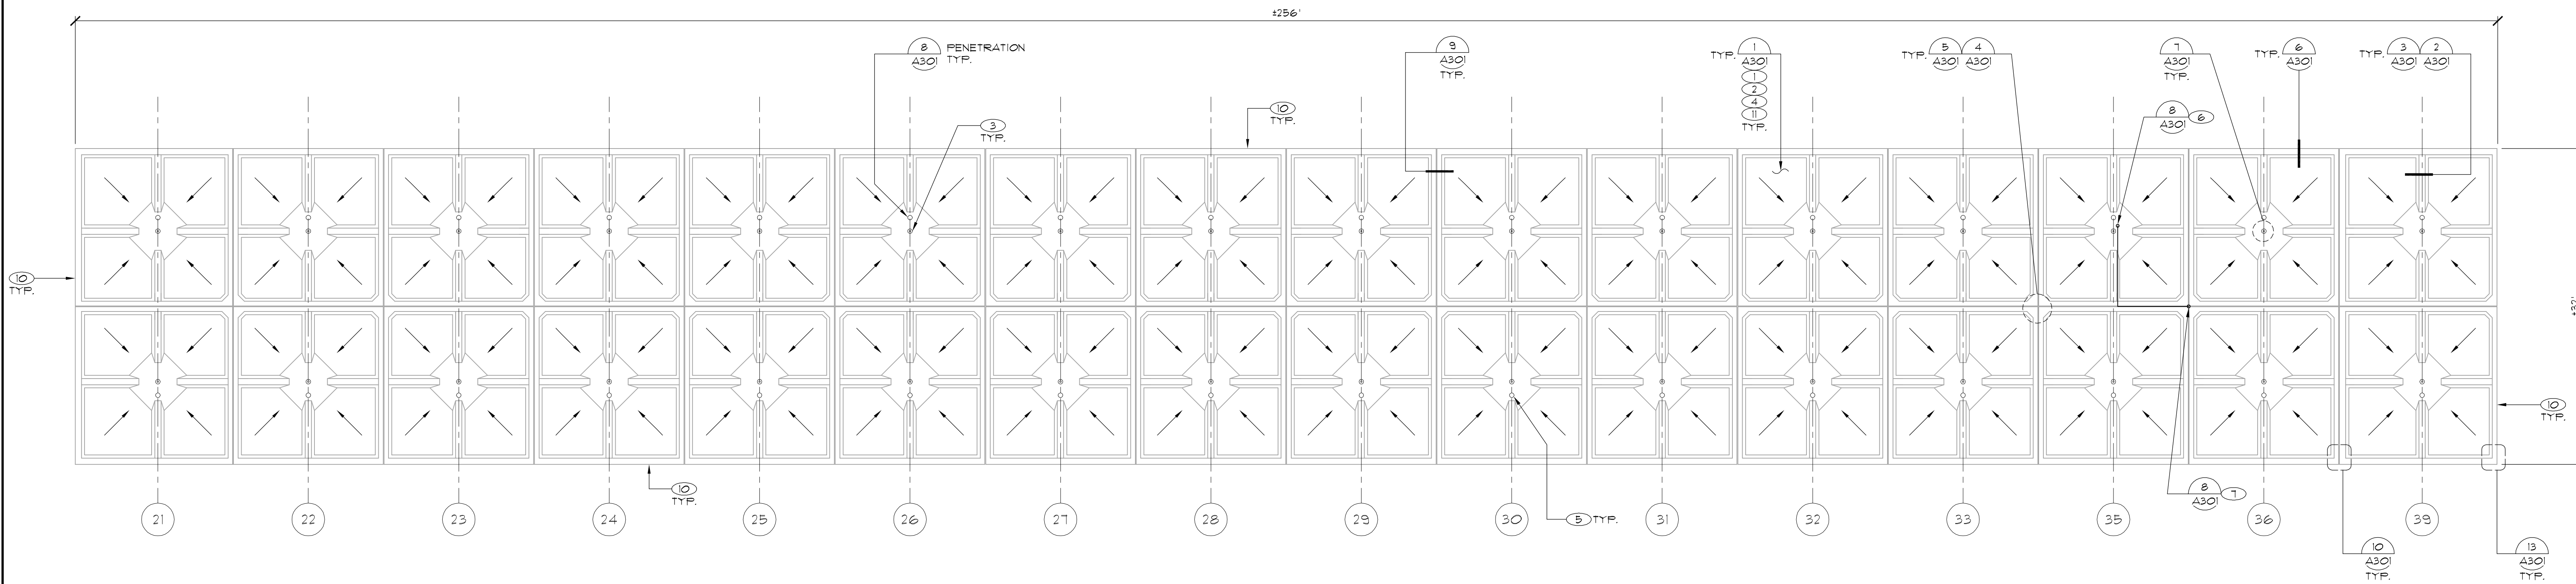 ±256'
8 PENETRATION
A301 TYP.
9
A301
TYP.
TYP. 1
A301
1
2
4
11
TYP.
TYP. 5 4
A301 A301
7
A301
TYP.
TYP. 6
A301
TYP. 3 2
A301 A301
10
TYP.
3
TYP.
8
A301 6
10
TYP.
±32'
10
TYP.
10
TYP.
8
A301 7
5 TYP.
21 22 23 24 25 26 27 28 29 30 31 32 33 35 36 39
10
A301
TYP.
13
A301
TYP.